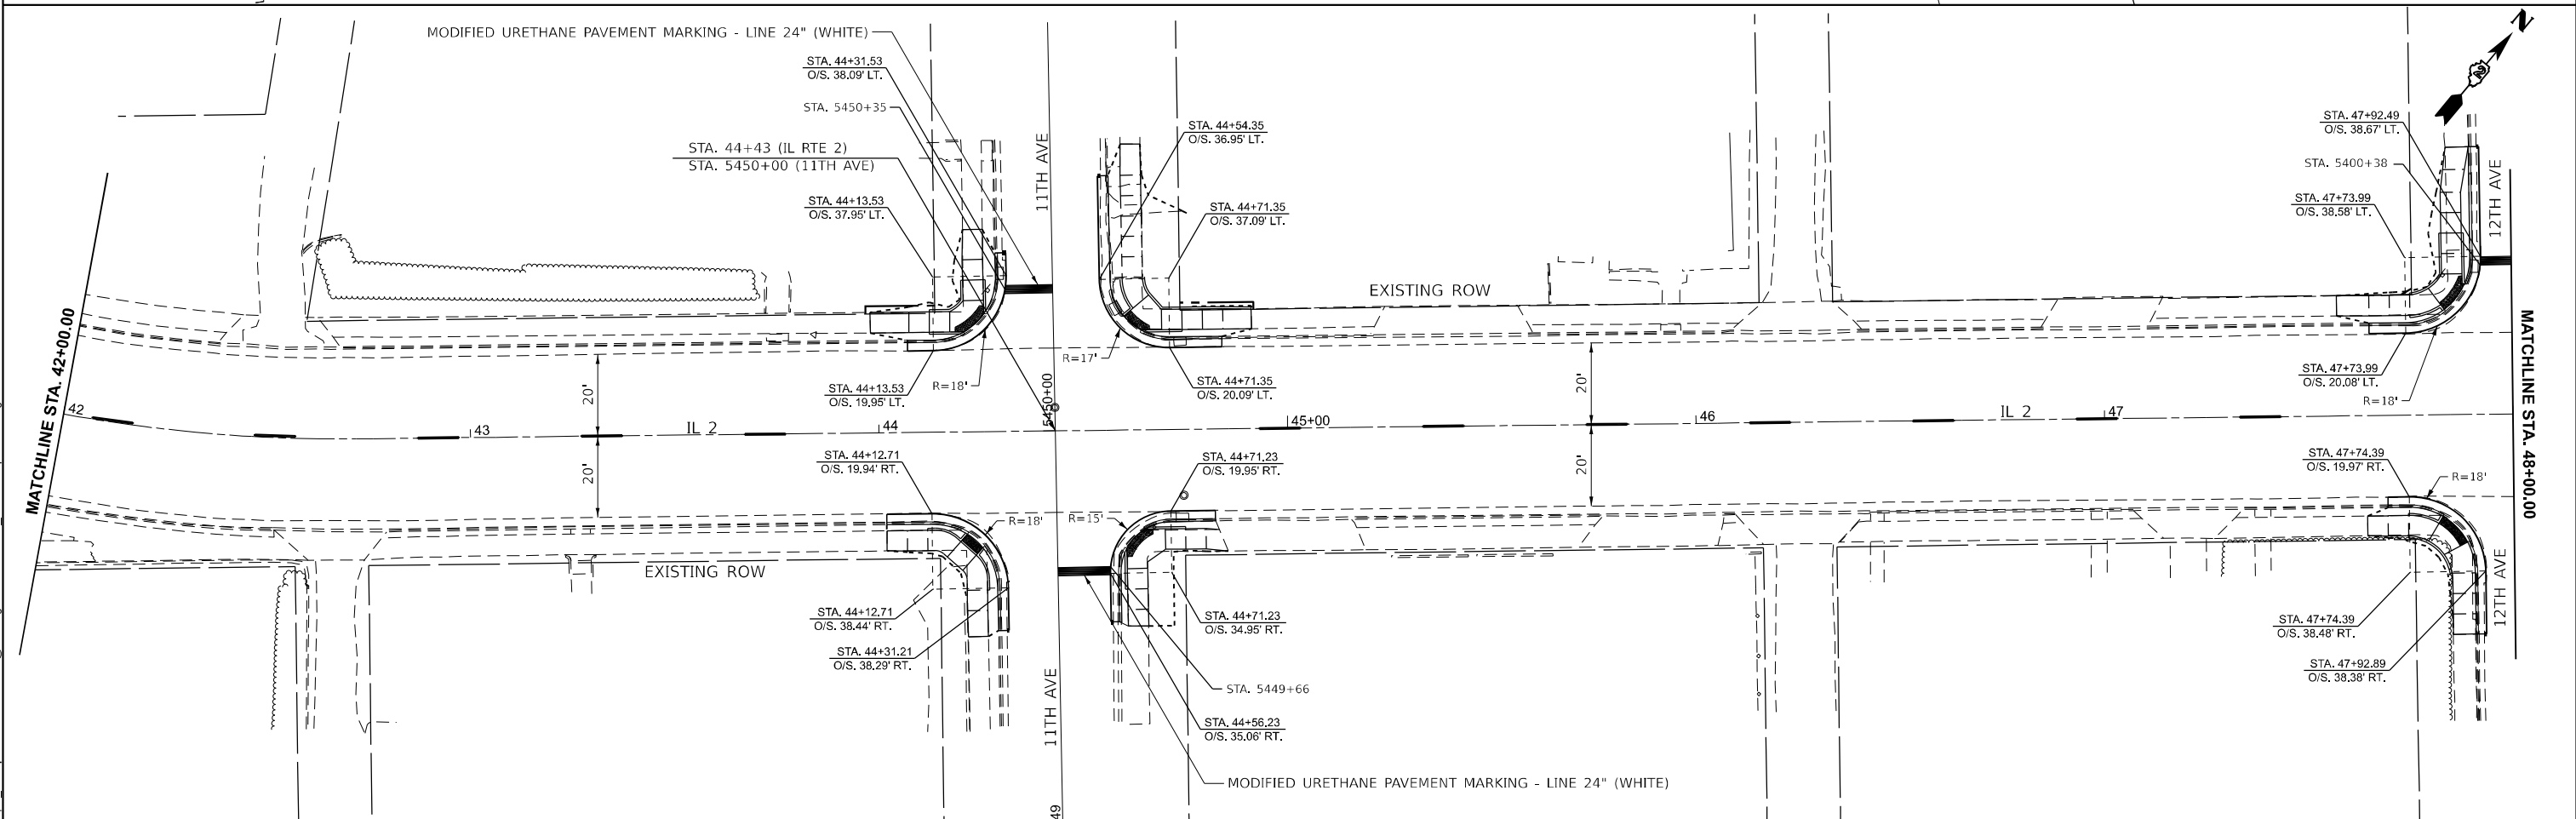 MODIFIED URETHANE PAVEMENT MARKING - LINE 24" (WHITE)
STA. 44+31.53
O/S. 38.09' LT.
STA. 5450+35
STA. 44+43 (IL RTE 2)
STA. 5450+00 (11TH AVE)
STA. 44+13.53
O/S. 37.95' LT.
11TH AVE
STA. 44+54.35
O/S. 36.95' LT.
STA. 44+71.35
O/S. 37.09' LT.
EXISTING ROW
N
2
STA. 47+92.49
O/S. 38.67' LT.
STA. 5400+38
STA. 47+73.99
O/S. 38.58' LT.
12TH AVE
MATCHLINE STA. 42+00.00
20'
STA. 44+13.53
O/S. 19.95' LT.
R=18'
R=17'
STA. 44+71.35
O/S. 20.09' LT.
5450+00
20'
STA. 47+73.99
O/S. 20.08' LT.
R=18'
MATCHLINE STA. 48+00.00
42
43
IL 2
44
45+00
46
IL 2
47
20'
STA. 44+12.71
O/S. 19.94' RT.
R=18'
R=15'
STA. 44+71.23
O/S. 19.95' RT.
20'
STA. 47+74.39
O/S. 19.97' RT.
R=18'
EXISTING ROW
STA. 44+12.71
O/S. 38.44' RT.
STA. 44+31.21
O/S. 38.29' RT.
11TH AVE
STA. 44+71.23
O/S. 34.95' RT.
STA. 5449+66
STA. 44+56.23
O/S. 35.06' RT.
MODIFIED URETHANE PAVEMENT MARKING - LINE 24" (WHITE)
49
STA. 47+74.39
O/S. 38.48' RT.
STA. 47+92.89
O/S. 38.38' RT.
12TH AVE